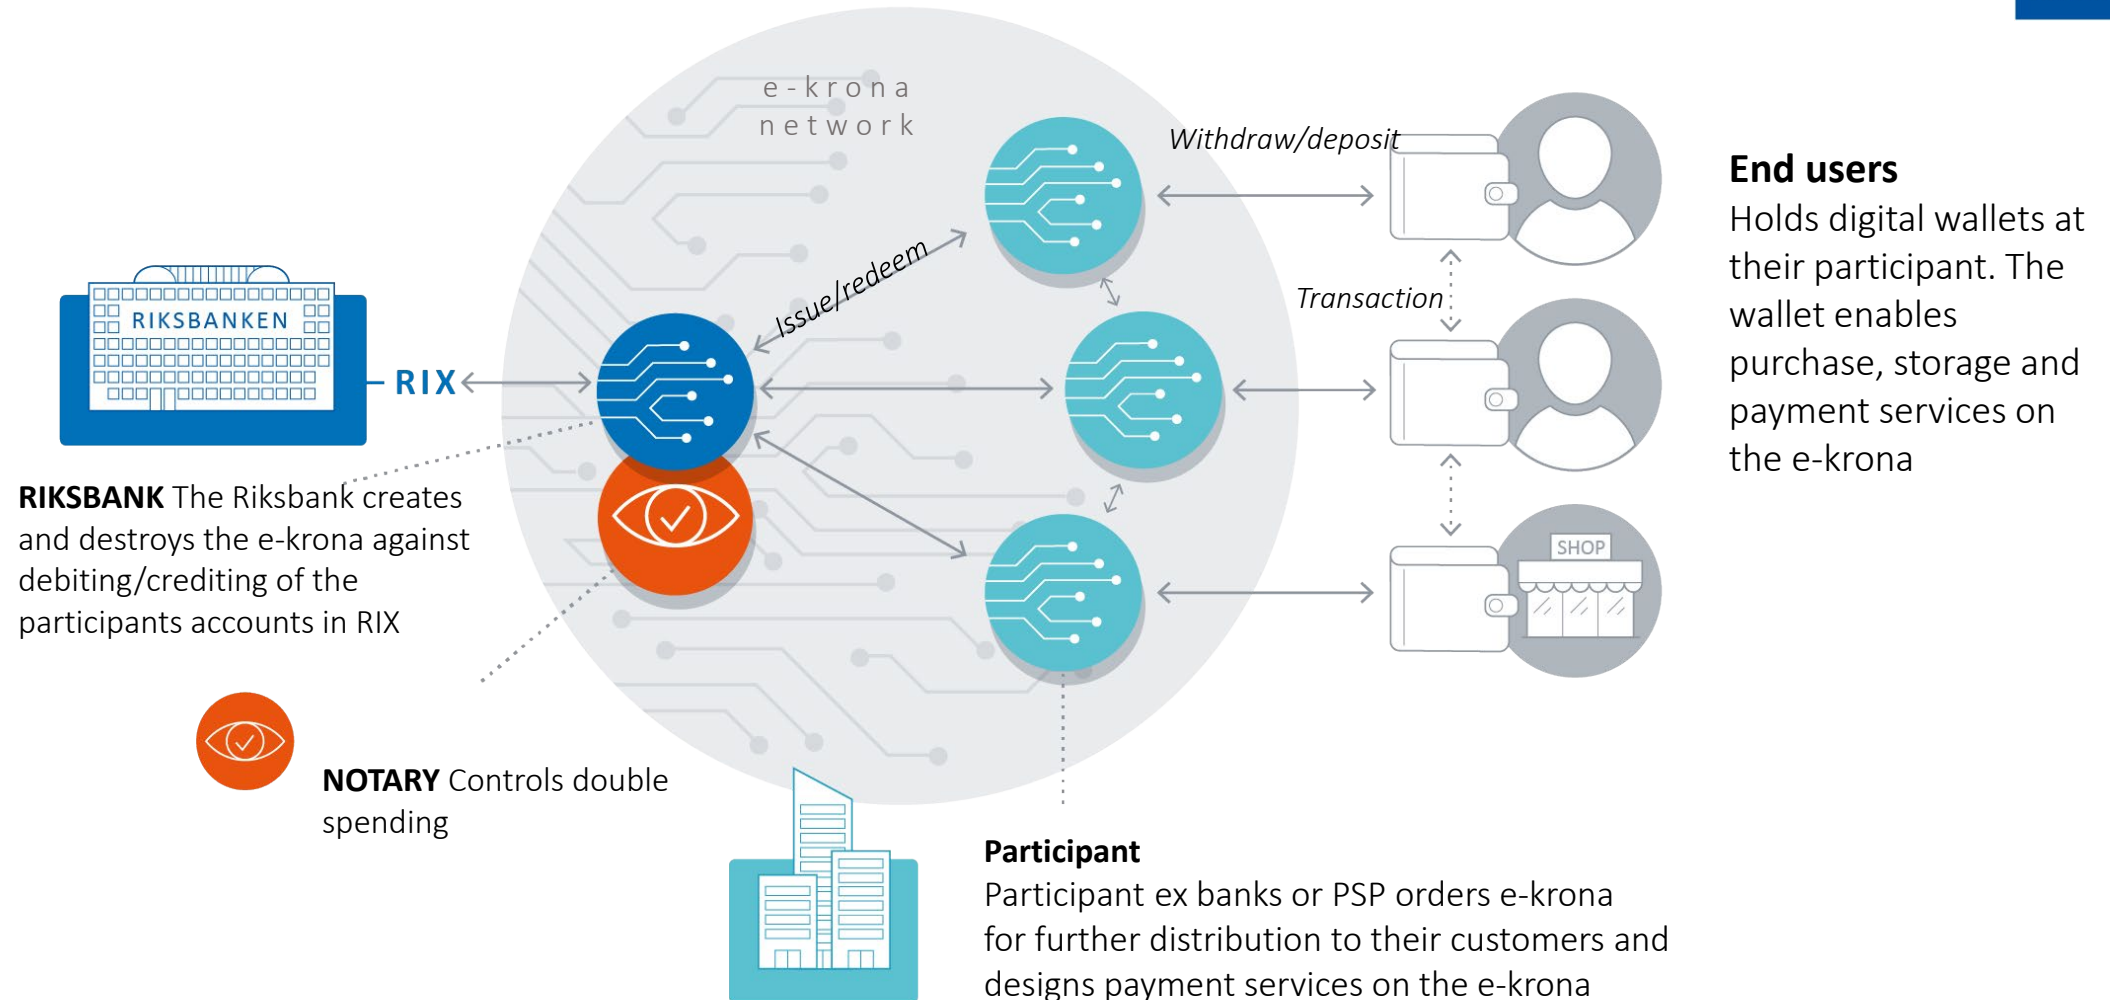 e-krona
network
Withdraw/deposit
End users
Holds digital wallets at
their participant. The
wallet enables
purchase, storage and
payment services on
the e-krona
Issue/redeem
Transaction
RIKSBANKEN
RIX
RIKSBANK The Riksbank creates
and destroys the e-krona against
debiting/crediting of the
participants accounts in RIX
SHOP
NOTARY Controls double
spending
Participant
Participant ex banks or PSP orders e-krona
for further distribution to their customers and
designs payment services on the e-krona